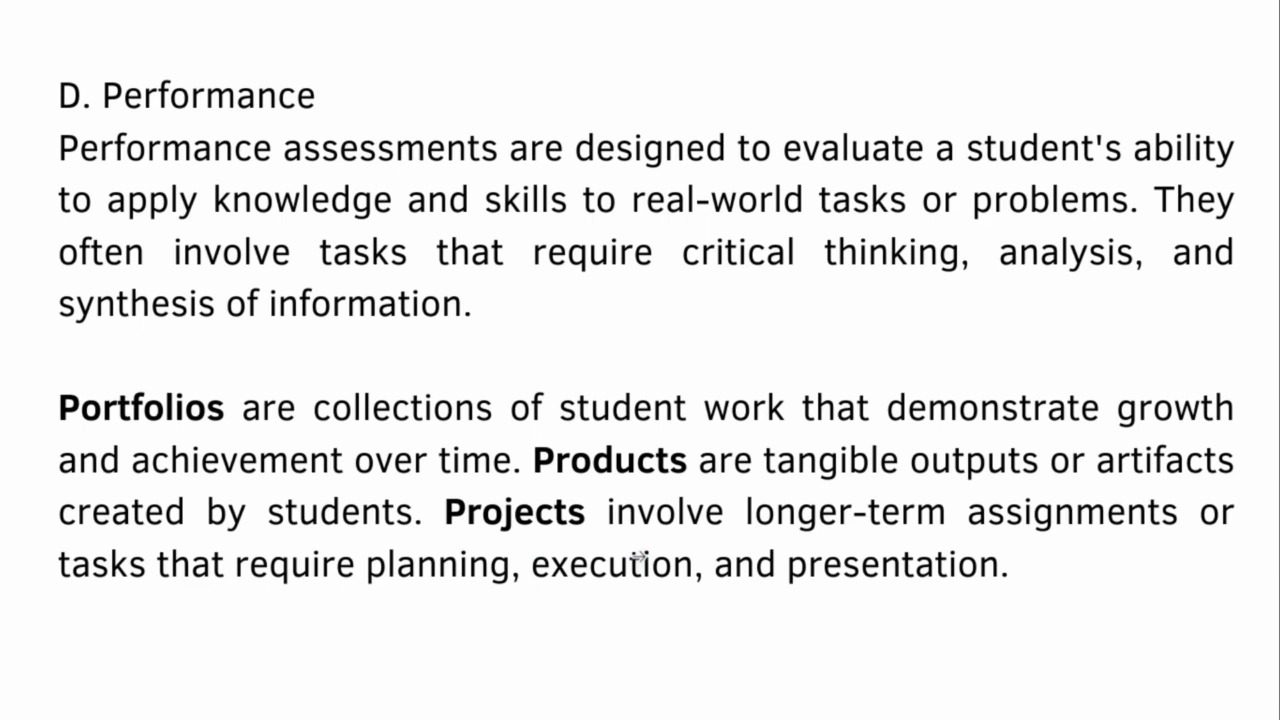 D. Performance
Performance assessments are designed to evaluate a student's ability
to apply knowledge and skills to real-world tasks or problems. They
often involve tasks that require critical thinking, analysis, and
synthesis of information.
Portfolios are collections of student work that demonstrate growth
and achievement over time. Products are tangible outputs or artifacts
created by students. Projects involve longer-term assignments or
tasks that require planning, execution, and presentation.